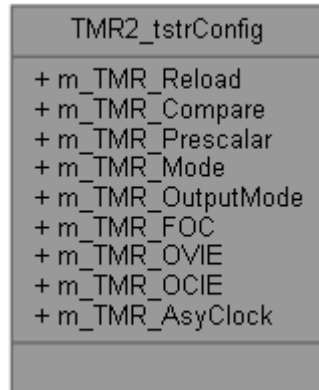 TMR2_tstrConfig
+ m_TMR_Reload
+ m_TMR_Compare
+ m_TMR_Prescalar
+ m_TMR_Mode
+ m_TMR_OutputMode
+ m_TMR_FOC
+ m_TMR_OVIE
+ m_TMR_OCIE
+ m_TMR_AsyClock